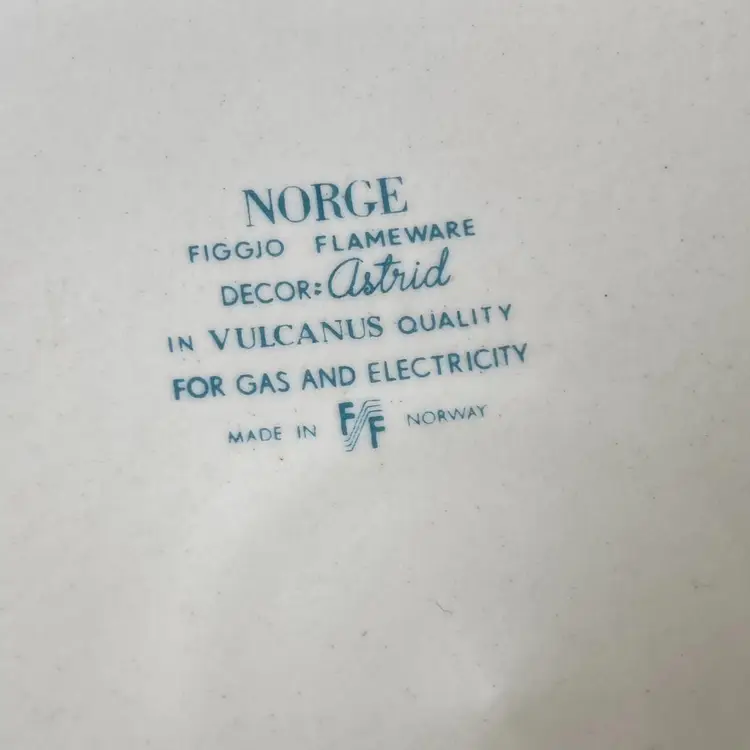 NORGE
FIGGJO FLAMEWARE
DECOR: Astrid
IN VULCANUS QUALITY
FOR GAS AND ELECTRICITY
MADE IN FF NORWAY